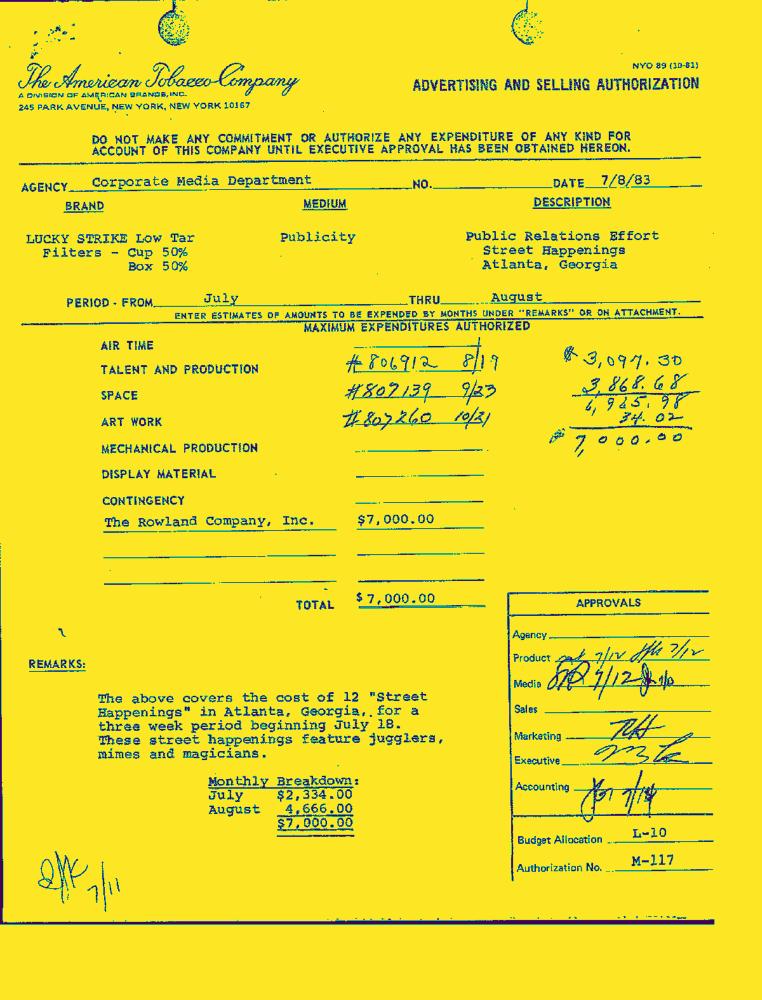 NYO 89 (10-81)
The American Tobacco Company
A DIVISION OF AMERICAN BRANDS, INC.
245 PARK AVENUE, NEW YORK, NEW YORK 10167
ADVERTISING AND SELLING AUTHORIZATION
DO NOT MAKE ANY COMMITMENT OR AUTHORIZE ANY EXPENDITURE OF ANY KIND FOR
ACCOUNT OF THIS COMPANY UNTIL EXECUTIVE APPROVAL HAS BEEN OBTAINED HEREON.
AGENCY Corporate Media Department NO. DATE 7/8/83
BRAND MEDIUM DESCRIPTION
LUCKY STRIKE Low Tar Publicity Public Relations Effort
Filters - Cup 50% Street Happenings
Box 50% Atlanta, Georgia
PERIOD - FROM July THRU August
ENTER ESTIMATES OF AMOUNTS TO BE EXPENDED BY MONTHS UNDER "REMARKS" OR ON ATTACHMENT.
MAXIMUM EXPENDITURES AUTHORIZED
AIR TIME
TALENT AND PRODUCTION # 806912 8/19 $ 3,097.30
SPACE #807139 9/23 3,868.68
6,965.98
ART WORK #807260 10/21 34.02
$ 7,000.00
MECHANICAL PRODUCTION
DISPLAY MATERIAL
CONTINGENCY
The Rowland Company, Inc. $7,000.00
TOTAL $7,000.00
APPROVALS
Agency
Product 7/12 7/12
Media 7/12
Sales
Marketing
Executive
Accounting
Budget Allocation L-10
Authorization No. M-117
REMARKS:
The above covers the cost of 12 "Street
Happenings" in Atlanta, Georgia, for a
three week period beginning July 18.
These street happenings feature jugglers,
mimes and magicians.
Monthly Breakdown:
July $2,334.00
August 4,666.00
$7,000.00
7/11